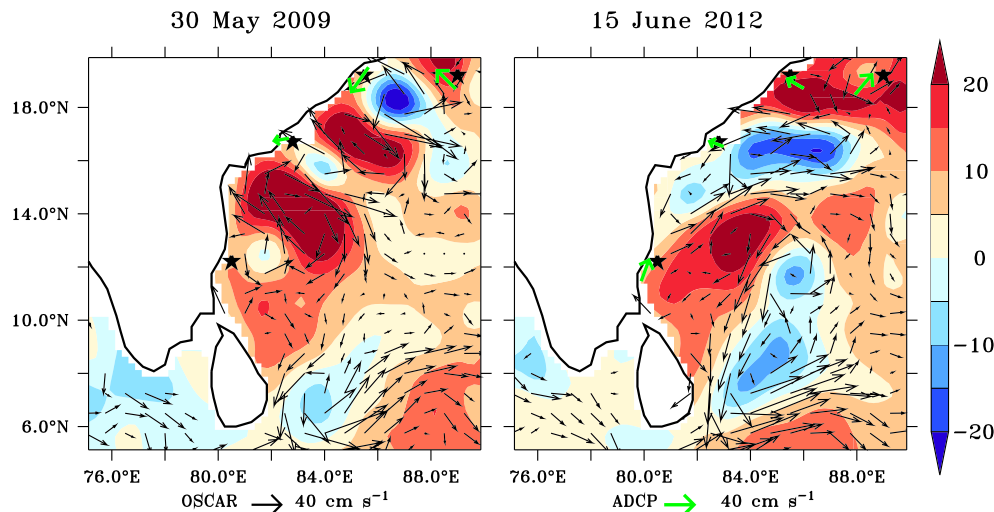 30 May 2009
15 June 2012
18.0°N
14.0°N
10.0°N
6.0°N
76.0°E 80.0°E 84.0°E 88.0°E
76.0°E 80.0°E 84.0°E 88.0°E
20
10
0
−10
−20
OSCAR 40 cm s⁻¹
ADCP 40 cm s⁻¹